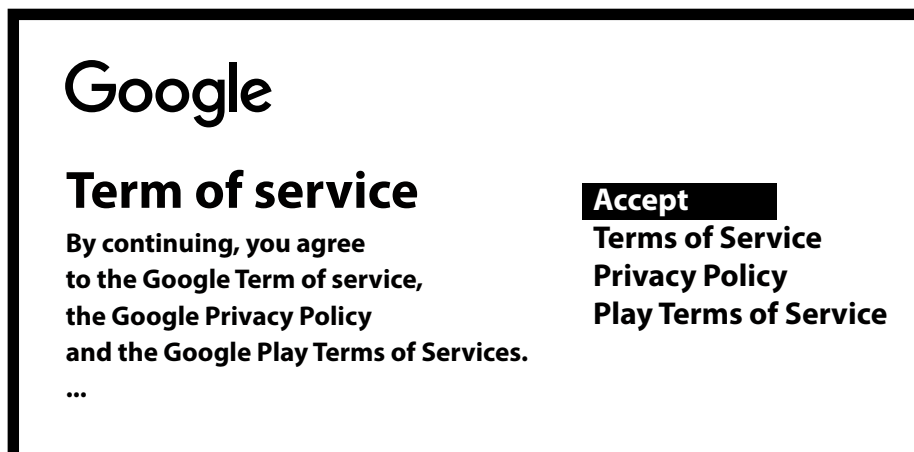 Google
Term of service
By continuing, you agree
to the Google Term of service,
the Google Privacy Policy
and the Google Play Terms of Services.
...
Accept
Terms of Service
Privacy Policy
Play Terms of Service